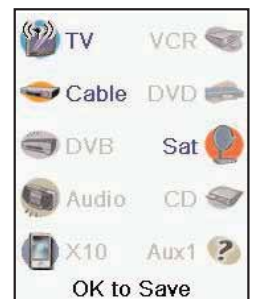 TV VCR
Cable DVD
DVB Sat
Audio CD
X10 Aux1 ?
OK to Save